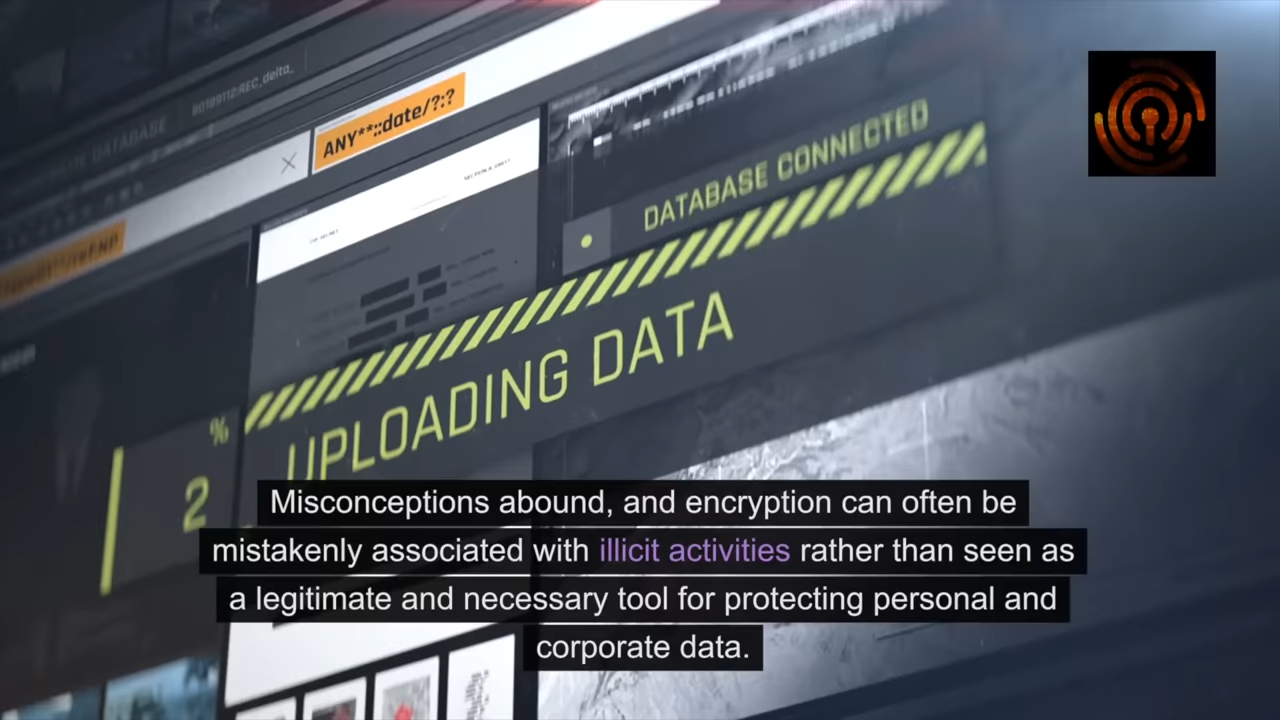 ANY**::date/?:?
DATABASE CONNECTED
UPLOADING DATA
%
2
Misconceptions abound, and encryption can often be
mistakenly associated with illicit activities rather than seen as
a legitimate and necessary tool for protecting personal and
corporate data.